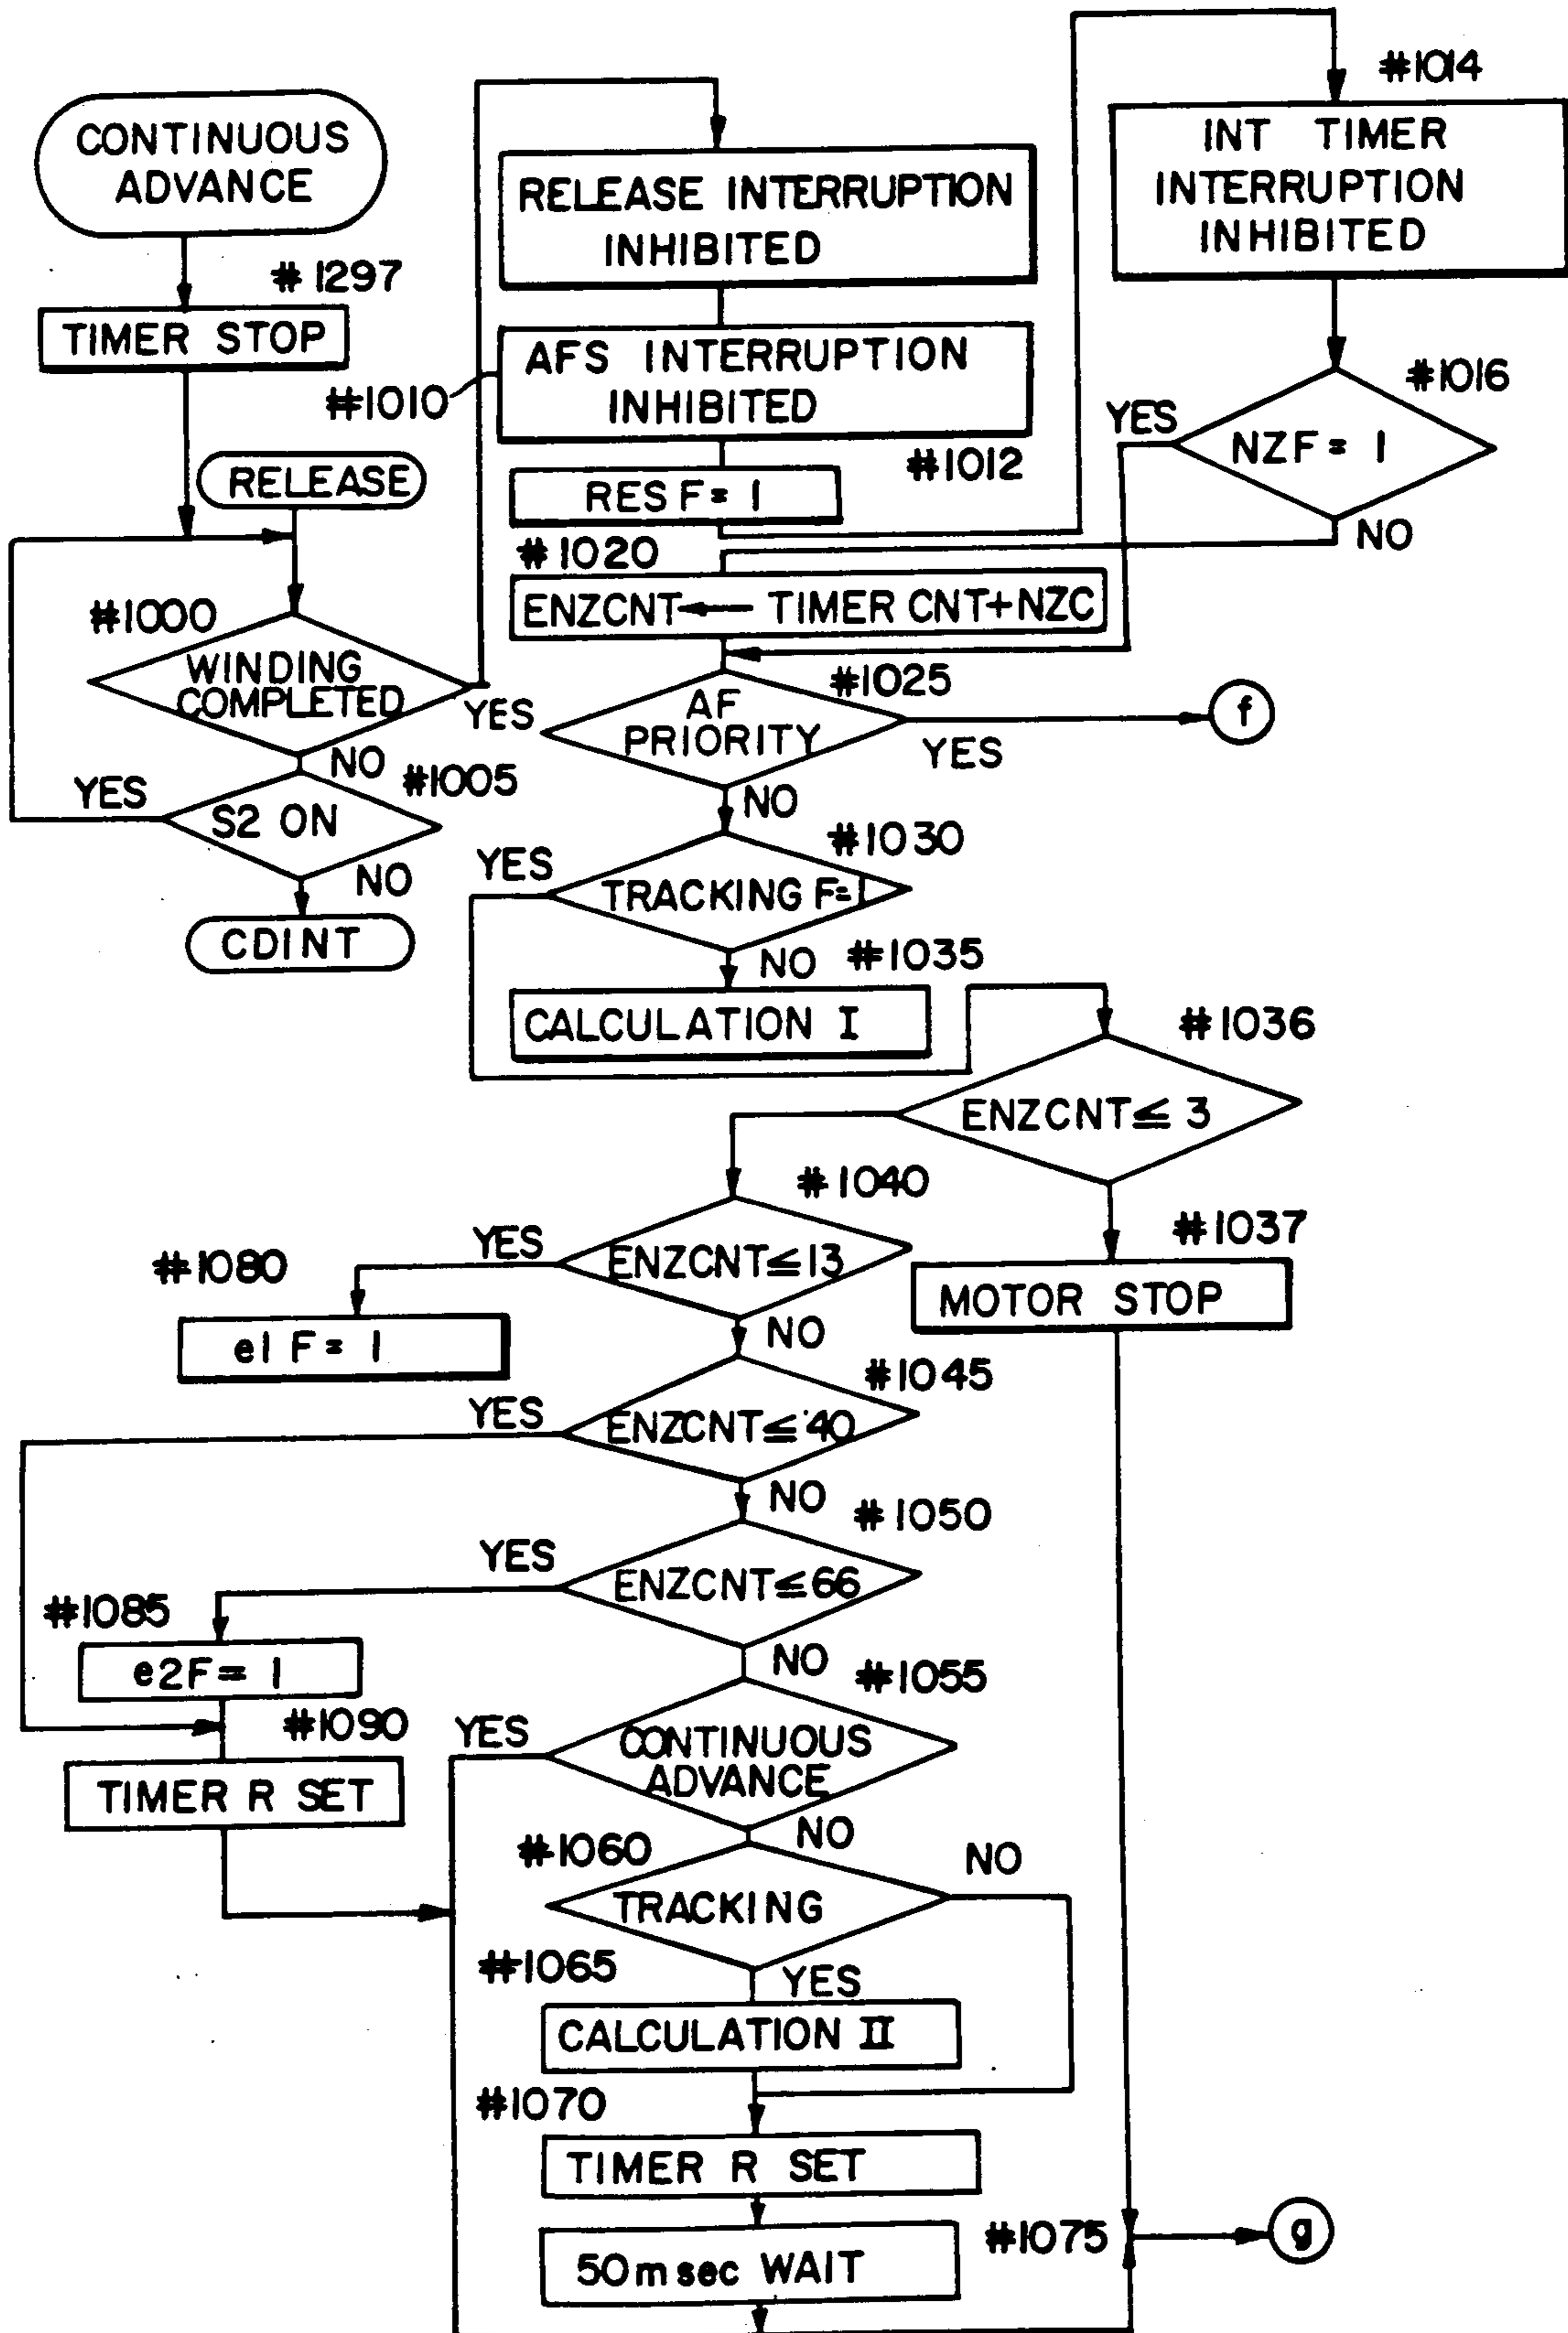 CONTINUOUS
ADVANCE
#1297
TIMER STOP
RELEASE
#1000
WINDING
COMPLETED
YES
NO
#1005
YES
S2 ON
NO
CDINT
RELEASE INTERRUPTION
INHIBITED
#1010
AFS INTERRUPTION
INHIBITED
#1012
RES F= 1
#1014
INT TIMER
INTERRUPTION
INHIBITED
#1016
YES
NZF= 1
NO
#1020
ENZCNT← TIMER CNT+NZC
#1025
AF
PRIORITY
YES
f
NO
#1030
YES
TRACKING F=1
NO
#1035
CALCULATION I
#1036
ENZCNT≦ 3
#1037
MOTOR STOP
#1040
YES
ENZCNT≦13
NO
#1080
e1 F= 1
#1045
YES
ENZCNT≦40
NO
#1050
YES
ENZCNT≦66
NO
#1085
e2F= 1
#1090
TIMER R SET
#1055
YES
CONTINUOUS
ADVANCE
NO
#1060
NO
TRACKING
YES
#1065
CALCULATION II
#1070
TIMER R SET
#1075
50msec WAIT
g